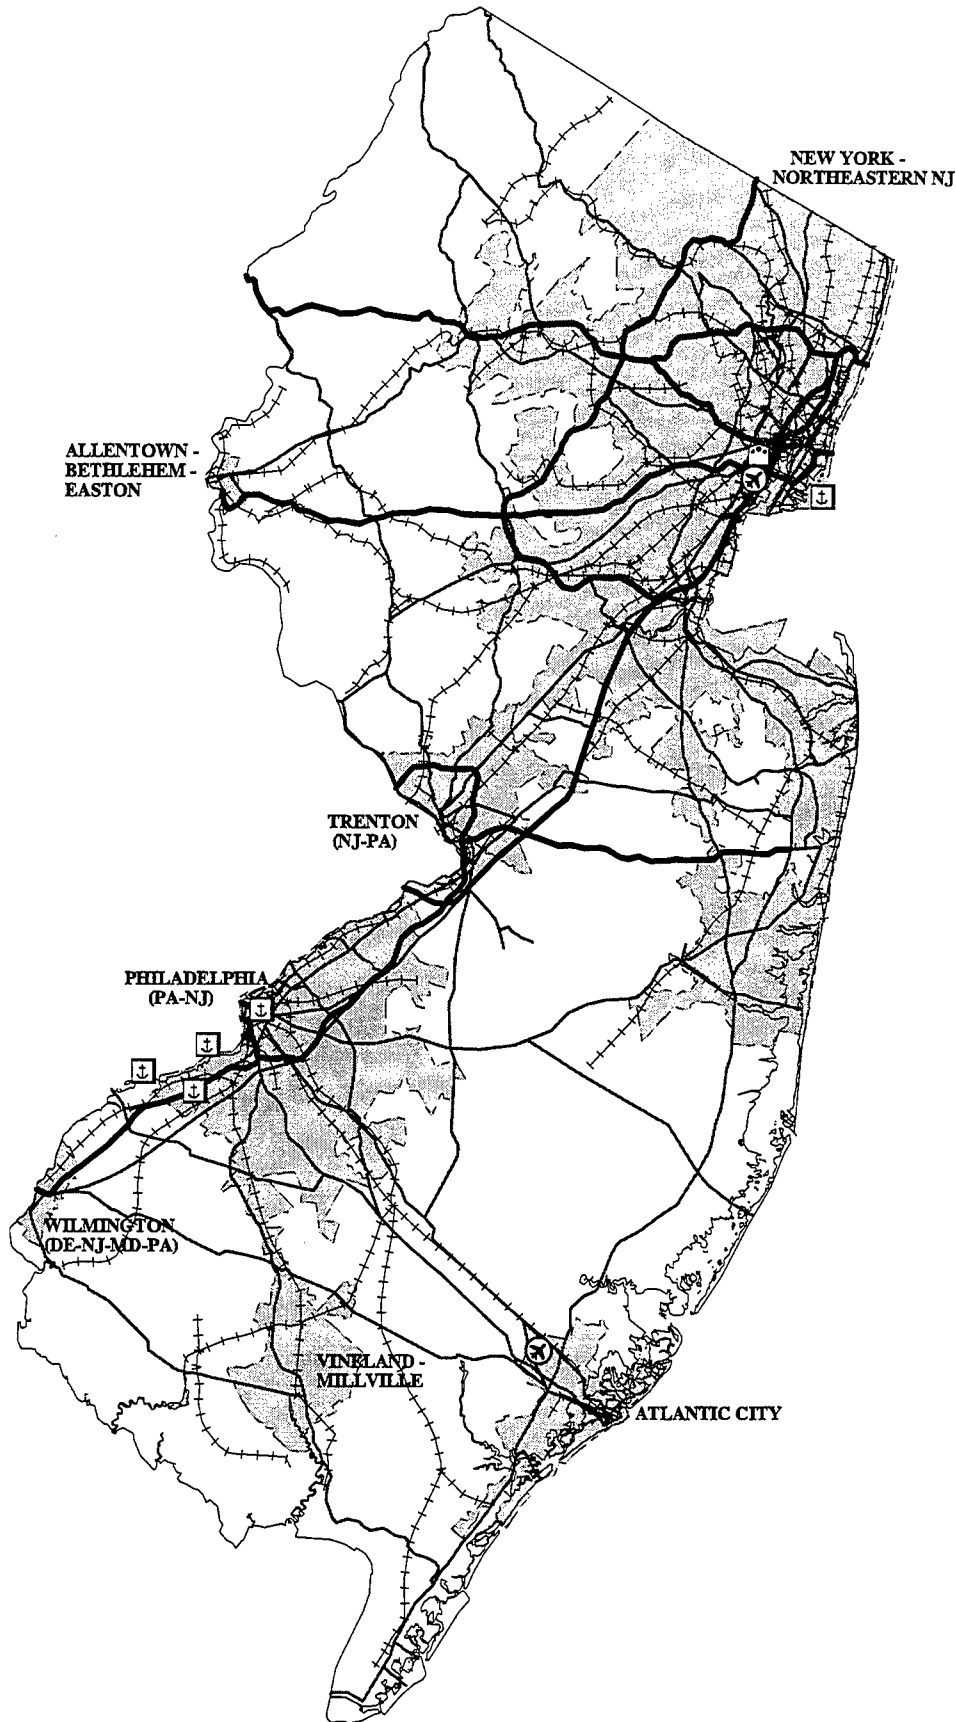 NEW YORK -
NORTHEASTERN NJ
ALLENTOWN -
BETHLEHEM -
EASTON
TRENTON
(NJ-PA)
PHILADELPHIA
(PA-NJ)
WILMINGTON
(DE-NJ-MD-PA)
VINELAND -
MILLVILLE
ATLANTIC CITY